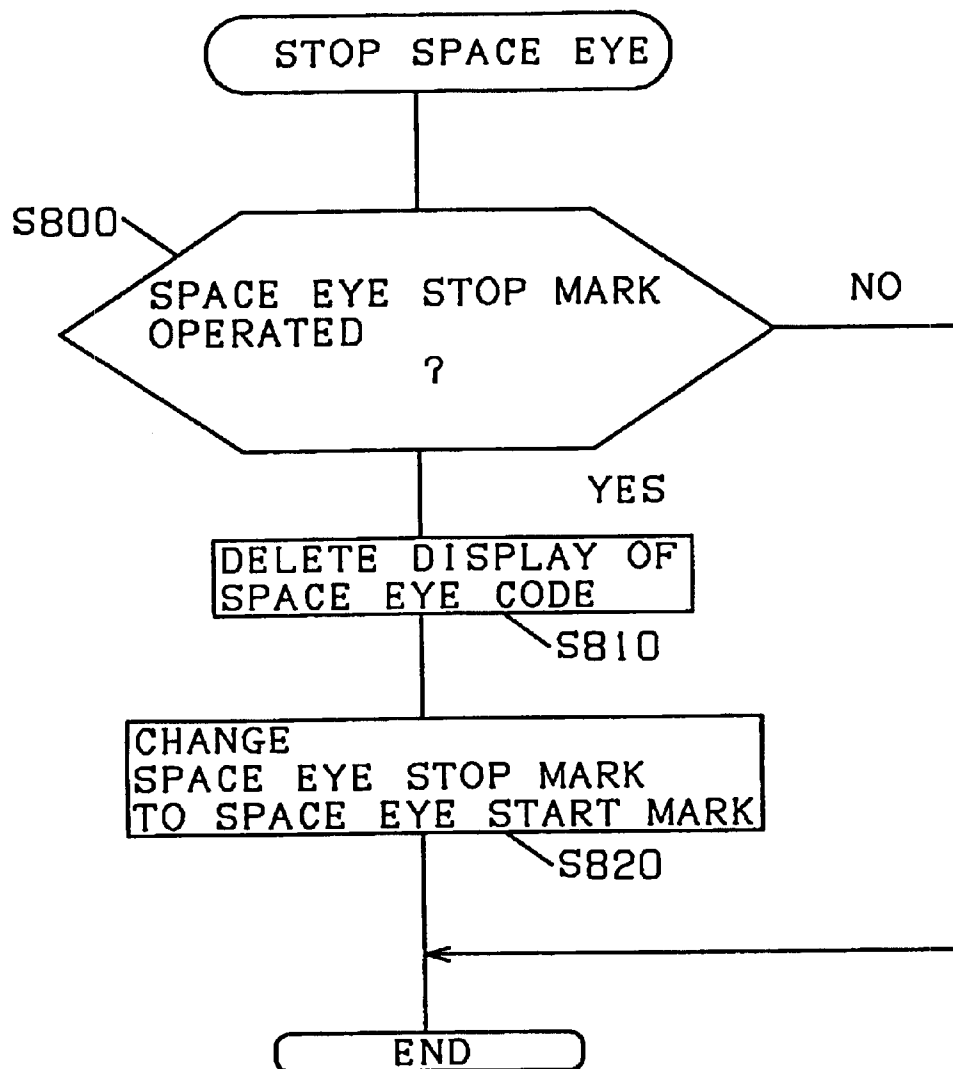 STOP SPACE EYE
S800
SPACE EYE STOP MARK
OPERATED
?
NO
YES
DELETE DISPLAY OF
SPACE EYE CODE
S810
CHANGE
SPACE EYE STOP MARK
TO SPACE EYE START MARK
S820
END